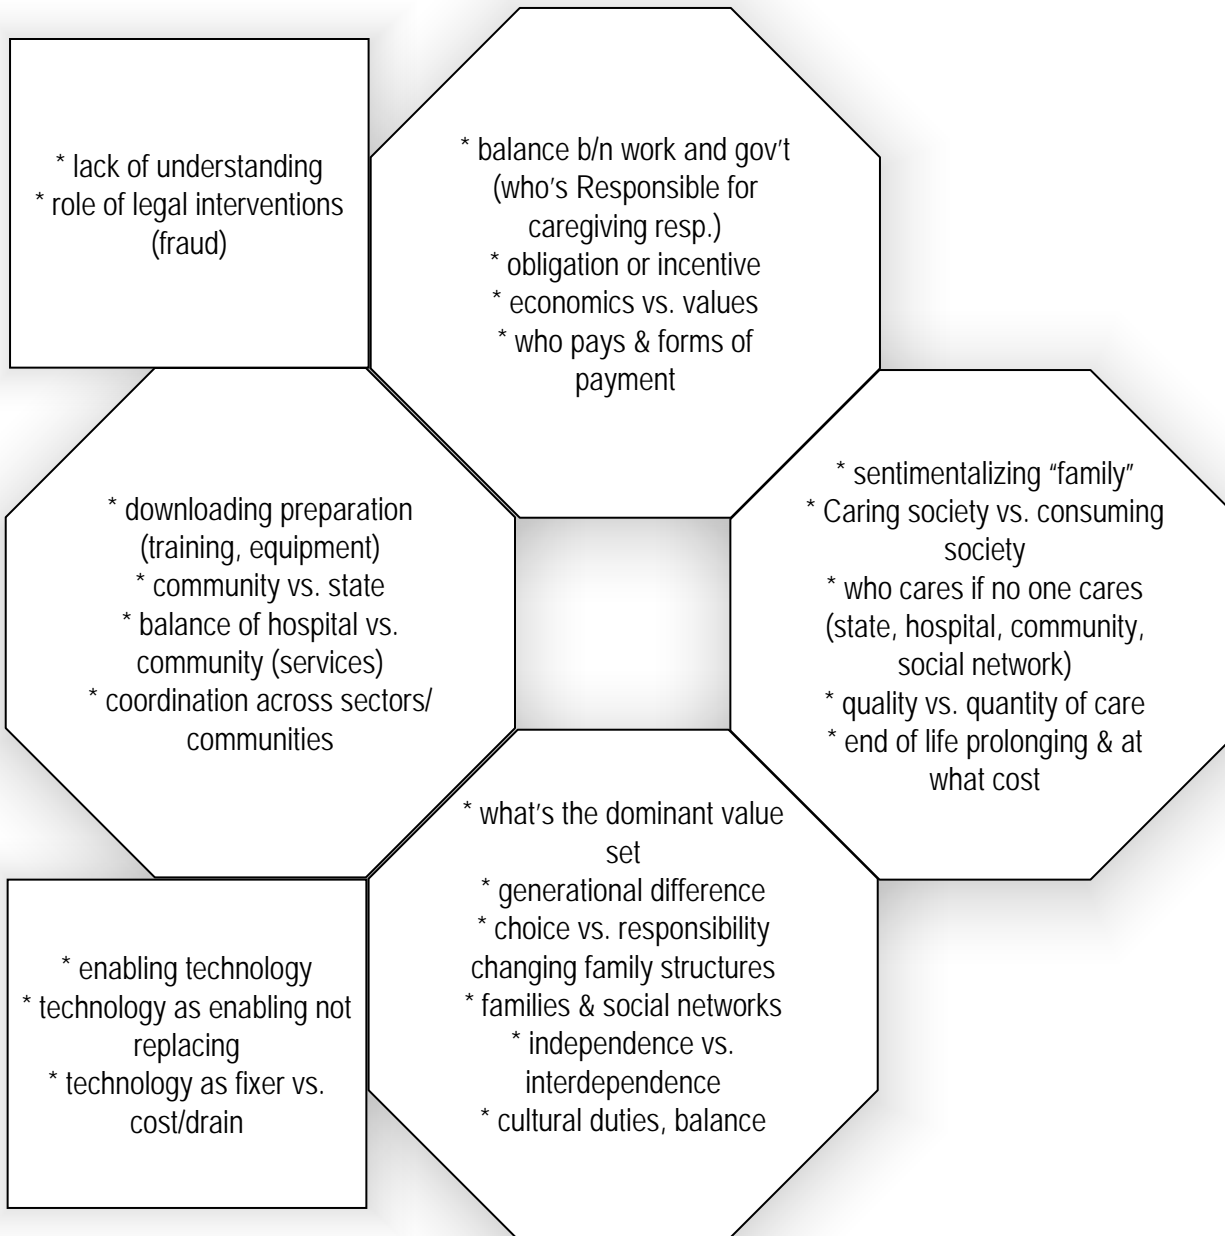 * lack of understanding
* role of legal interventions
(fraud)
* balance b/n work and gov’t
(who’s Responsible for
caregiving resp.)
* obligation or incentive
* economics vs. values
* who pays & forms of
payment
* downloading preparation
(training, equipment)
* community vs. state
* balance of hospital vs.
community (services)
* coordination across sectors/
communities
* sentimentalizing “family”
* Caring society vs. consuming
society
* who cares if no one cares
(state, hospital, community,
social network)
* quality vs. quantity of care
* end of life prolonging & at
what cost
* what’s the dominant value
set
* generational difference
* choice vs. responsibility
changing family structures
* families & social networks
* independence vs.
interdependence
* cultural duties, balance
* enabling technology
* technology as enabling not
replacing
* technology as fixer vs.
cost/drain